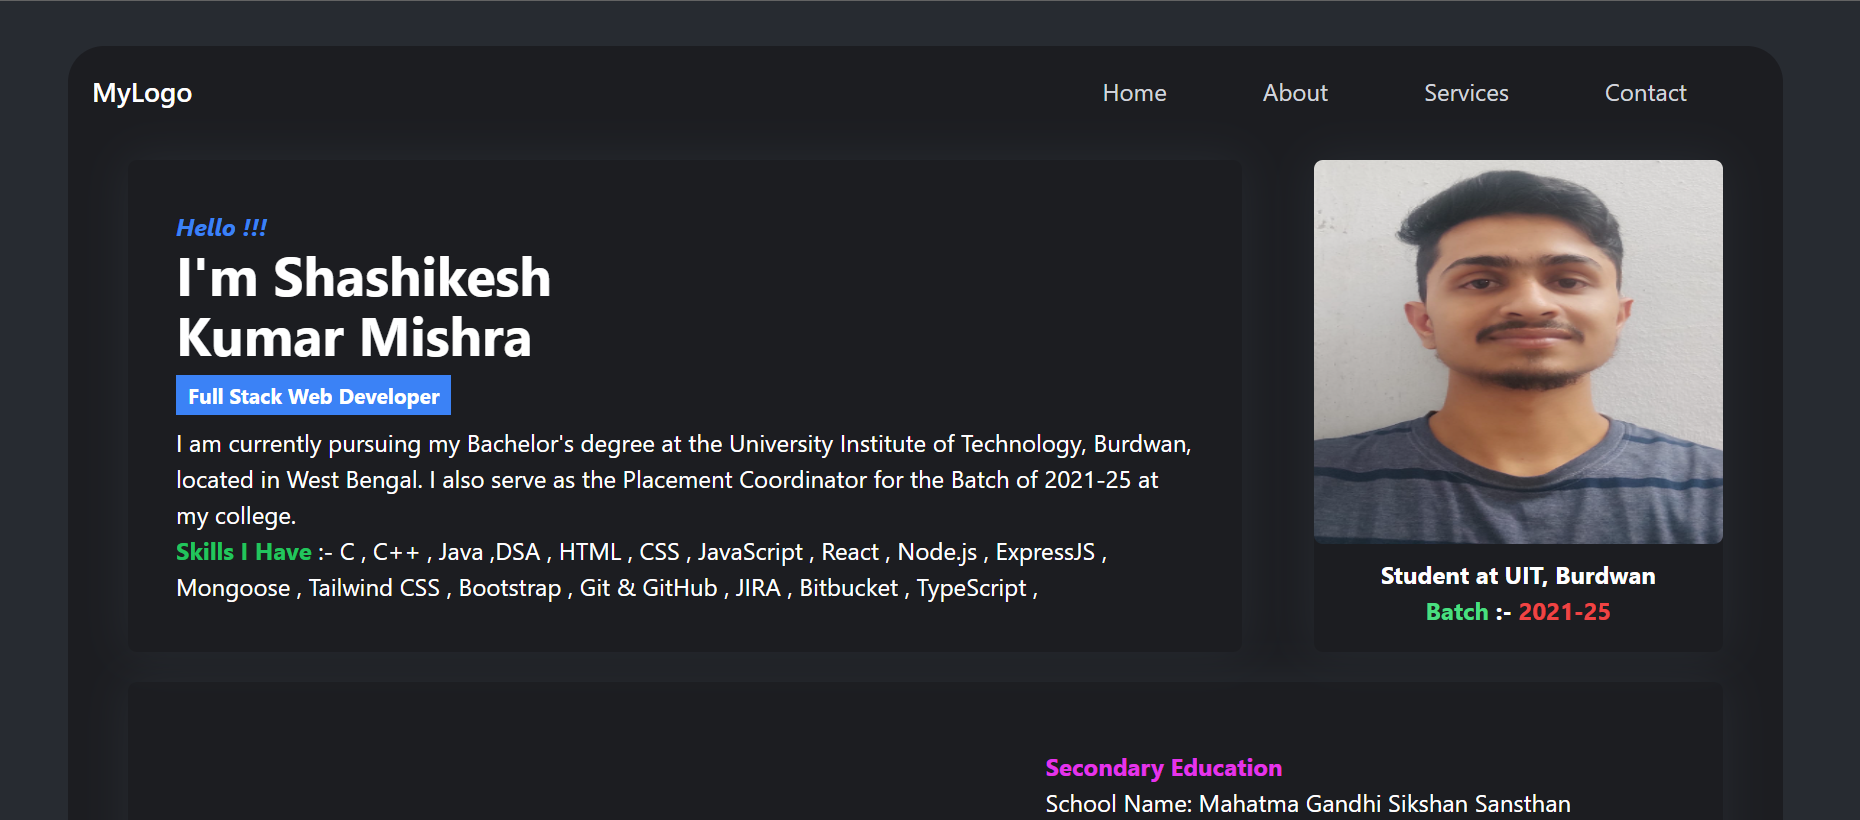 MyLogo
Home
About
Services
Contact
Hello !!!
I'm Shashikesh
Kumar Mishra
Full Stack Web Developer
I am currently pursuing my Bachelor's degree at the University Institute of Technology, Burdwan,
located in West Bengal. I also serve as the Placement Coordinator for the Batch of 2021-25 at
my college.
Skills I Have :- C , C++ , Java ,DSA , HTML , CSS , JavaScript , React , Node.js , ExpressJS ,
Mongoose , Tailwind CSS , Bootstrap , Git & GitHub , JIRA , Bitbucket , TypeScript ,
Student at UIT, Burdwan
Batch :- 2021-25
Secondary Education
School Name: Mahatma Gandhi Sikshan Sansthan